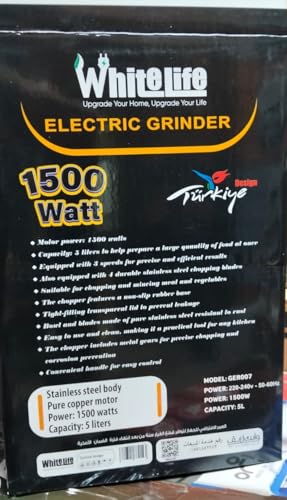 WhiteLife
Upgrade Your Home, Upgrade Your Life
ELECTRIC GRINDER
1500
Watt
Design
Türkiye
Motor power: 1500 watts
Capacity: 5 liters to help prepare a large quantity of food at once
Equipped with 3 speeds for precise and efficient results
Also equipped with 4 durable stainless steel chopping blades
Suitable for chopping and mincing meat and vegetables
The chopper features a non-slip rubber base
Tight-fitting transparent lid to prevent leakage
Bowl and blades made of pure stainless steel resistant to rust
Easy to use and clean, making it a practical tool for any kitchen
The chopper includes metal gears for precise chopping and
corrosion prevention
Convenient handle for easy control
Stainless steel body
Pure copper motor
Power: 1500 watts
Capacity: 5 liters
MODEL: GER007
POWER: 220-240v - 50-60Hz
POWER: 1500W
CAPACITY: 5L
WhiteLife